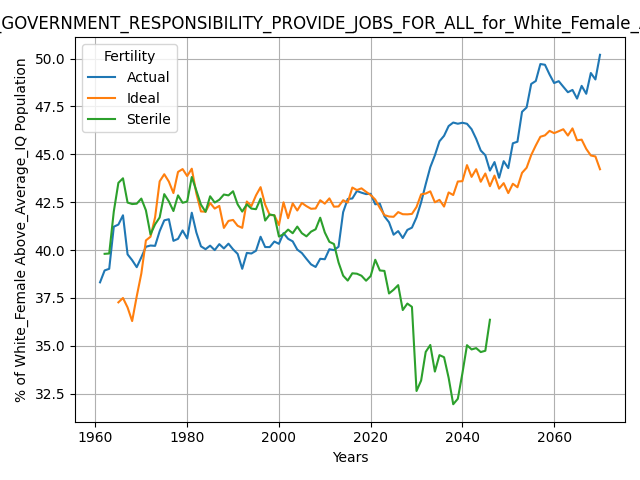 _GOVERNMENT_RESPONSIBILITY_PROVIDE_JOBS_FOR_ALL_for_White_Female_
% of White_Female Above_Average_IQ Population
50.0
47.5
45.0
42.5
40.0
37.5
35.0
32.5
Fertility
Actual
Ideal
Sterile
1960 1980 2000 2020 2040 2060
Years